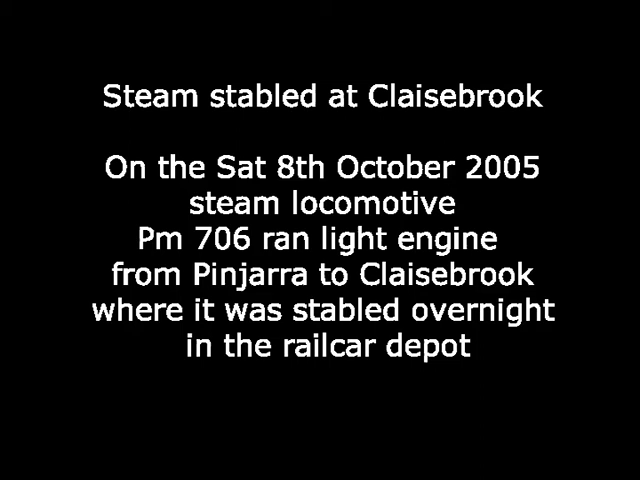 Steam stabled at Claisebrook
On the Sat 8th October 2005
steam locomotive
Pm 706 ran light engine
from Pinjarra to Claisebrook
where it was stabled overnight
in the railcar depot